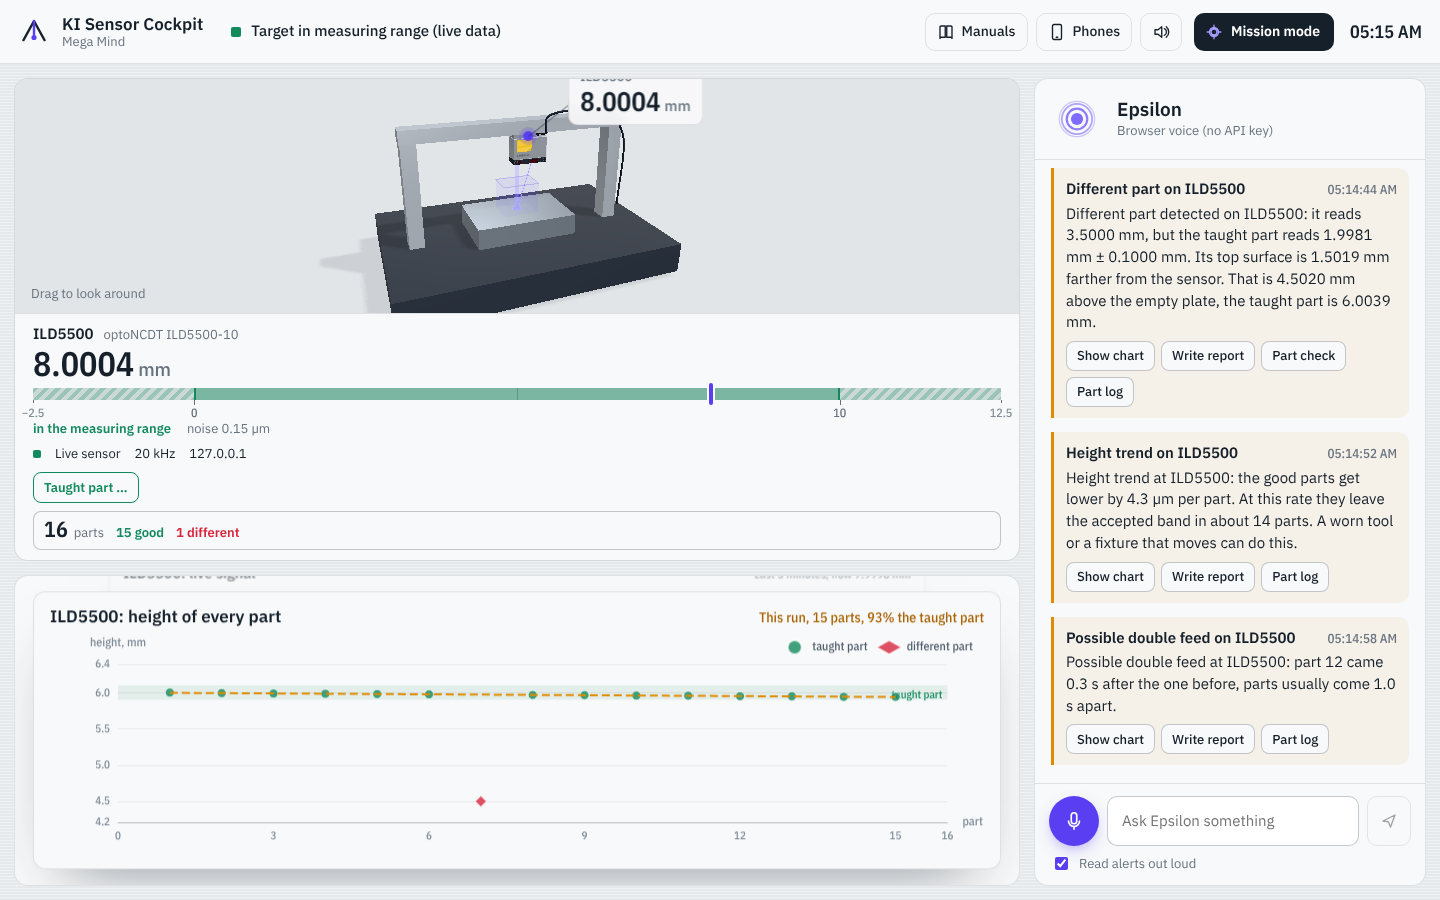 KI Sensor Cockpit
Mega Mind
Target in measuring range (live data)
Manuals
Phones
Mission mode
05:15 AM
ILD5500
8.0004 mm
Drag to look around
ILD5500 optoNCDT ILD5500-10
8.0004 mm
−2.5 0 10 12.5
in the measuring range noise 0.15 µm
Live sensor 20 kHz 127.0.0.1
Taught part ...
16 parts 15 good 1 different
ILD5500: live signal
ILD5500: height of every part
This run, 15 parts, 93% the taught part
height, mm
taught part different part
6.4
6.0
taught part
5.5
5.0
4.5
4.2
0 3 6 9 12 15 16 part
Epsilon
Browser voice (no API key)
Different part on ILD5500 05:14:44 AM
Different part detected on ILD5500: it reads
3.5000 mm, but the taught part reads 1.9981
mm ± 0.1000 mm. Its top surface is 1.5019 mm
farther from the sensor. That is 4.5020 mm
above the empty plate, the taught part is 6.0039
mm.
Show chart Write report Part check
Part log
Height trend on ILD5500 05:14:52 AM
Height trend at ILD5500: the good parts get
lower by 4.3 µm per part. At this rate they leave
the accepted band in about 14 parts. A worn tool
or a fixture that moves can do this.
Show chart Write report Part log
Possible double feed on ILD5500 05:14:58 AM
Possible double feed at ILD5500: part 12 came
0.3 s after the one before, parts usually come 1.0
s apart.
Show chart Write report Part log
Ask Epsilon something
Read alerts out loud